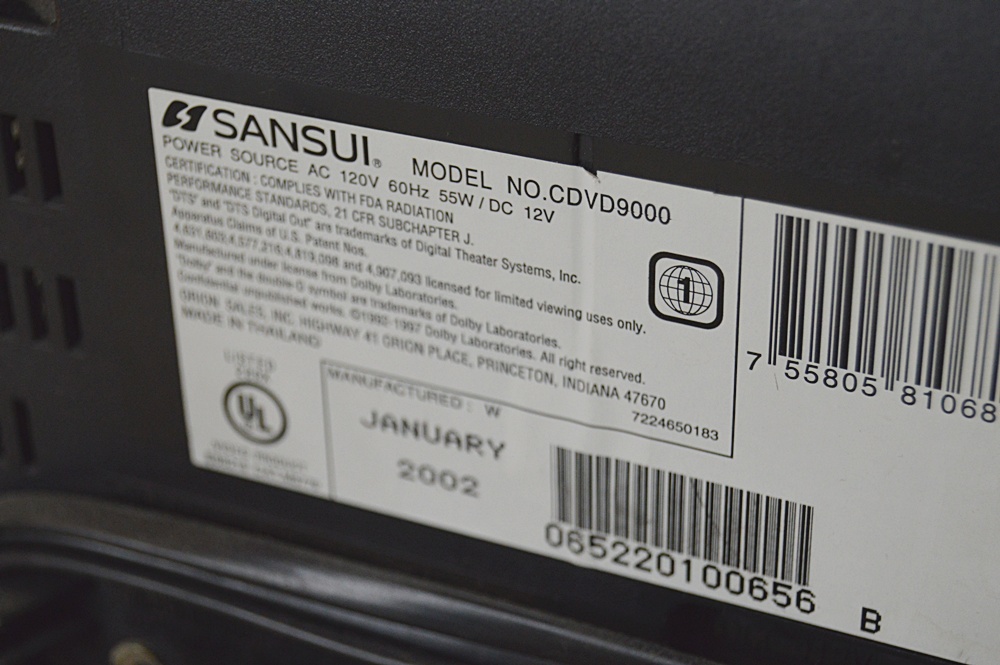 SANSUI® MODEL NO.CDVD9000
POWER SOURCE AC 120V 60Hz 55W / DC 12V
CERTIFICATION : COMPLIES WITH FDA RADIATION
PERFORMANCE STANDARDS, 21 CFR SUBCHAPTER J.
"DTS" and "DTS Digital Out" are trademarks of Digital Theater Systems, Inc.
Apparatus Claims of U.S. Patent Nos.
4,631,603;4,577,216;4,819,098 and 4,907,093 licensed for limited viewing uses only.
Manufactured under license from Dolby Laboratories.
"Dolby" and the double-D symbol are trademarks of Dolby Laboratories.
Confidential unpublished works. ©1992-1997 Dolby Laboratories. All right reserved.
ORION SALES, INC. HIGHWAY 41 ORION PLACE, PRINCETON, INDIANA 47670
MADE IN THAILAND
7224650183
1
7 55805 81068
LISTED
UL
MANUFACTURED : W
JANUARY
2002
065220100656
B